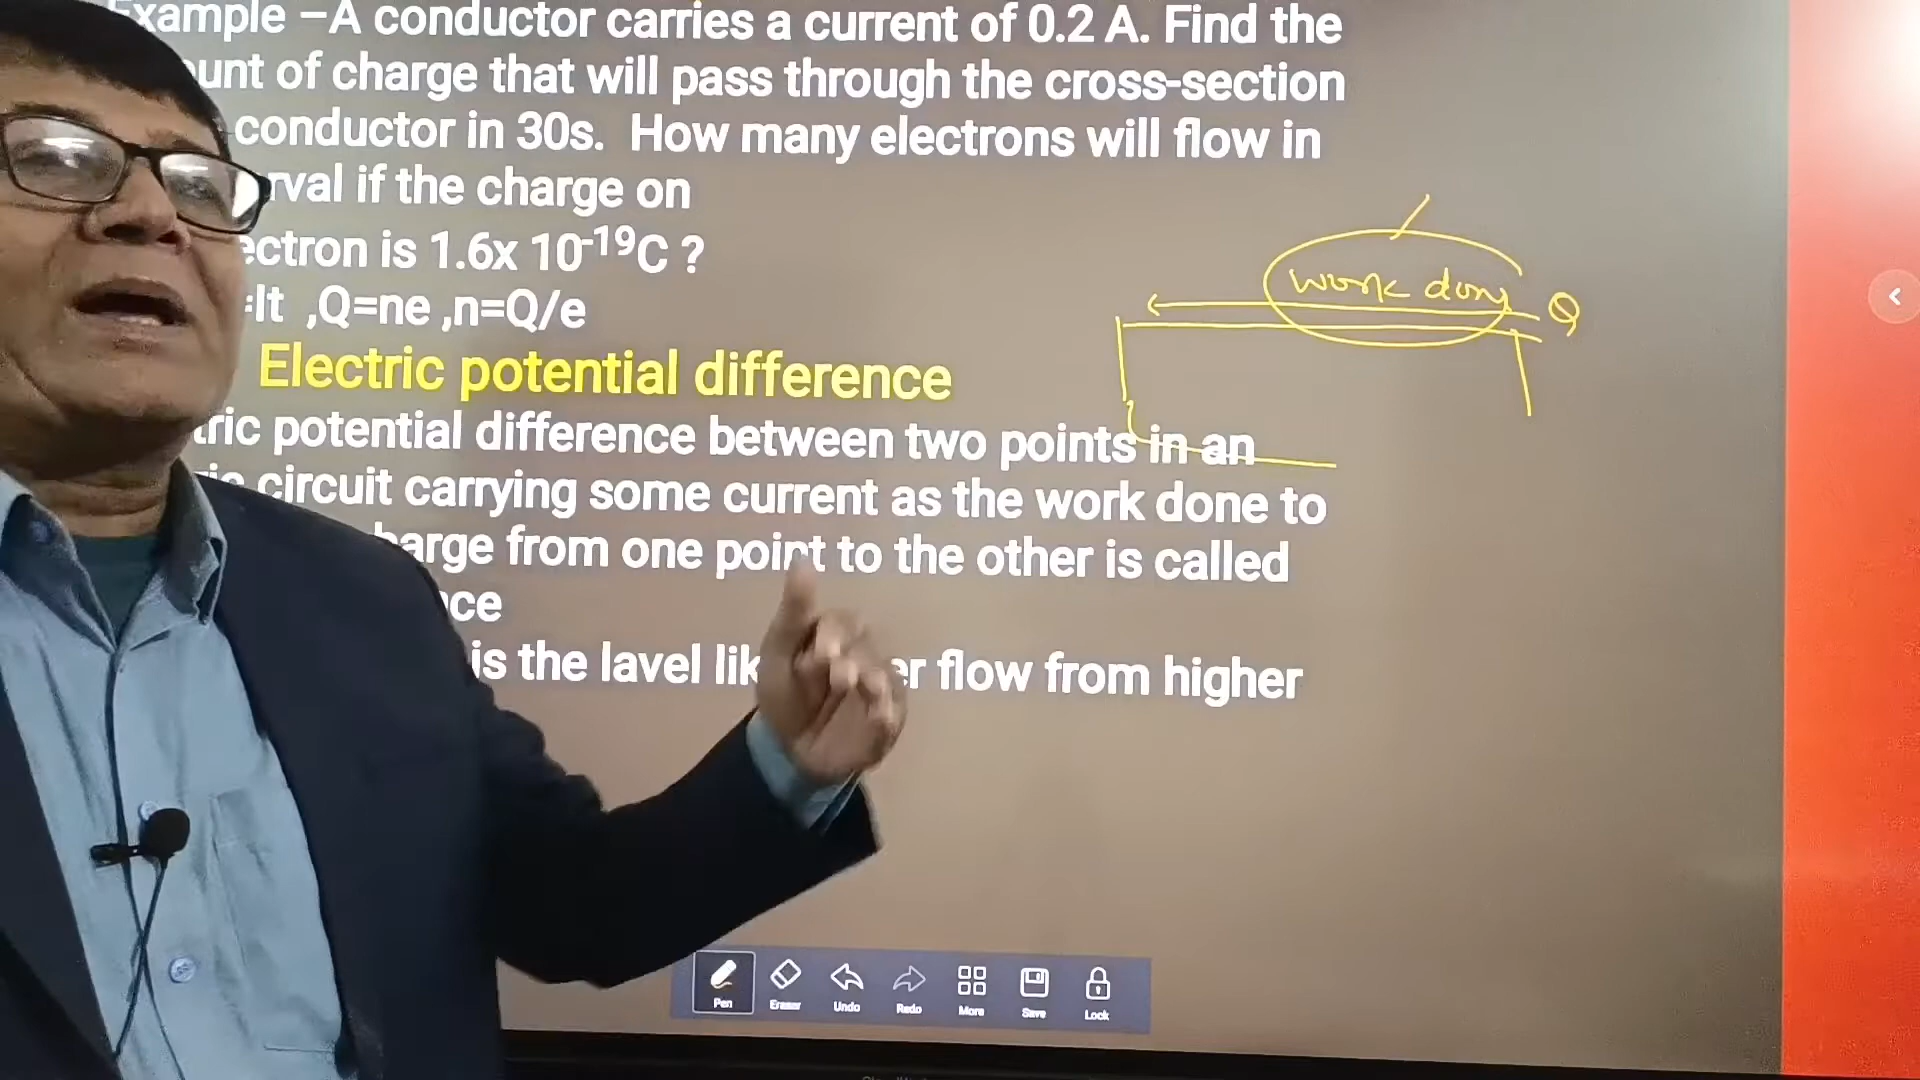 Example –A conductor carries a current of 0.2 A. Find the
unt of charge that will pass through the cross-section
conductor in 30s. How many electrons will flow in
rval if the charge on
ectron is 1.6x 10⁻¹⁹C ?
=It ,Q=ne ,n=Q/e
work done
Q
Electric potential difference
tric potential difference between two points in an
ic circuit carrying some current as the work done to
harge from one point to the other is called
nce
is the lavel lik er flow from higher
Pen Eraser Undo Redo More Save Lock